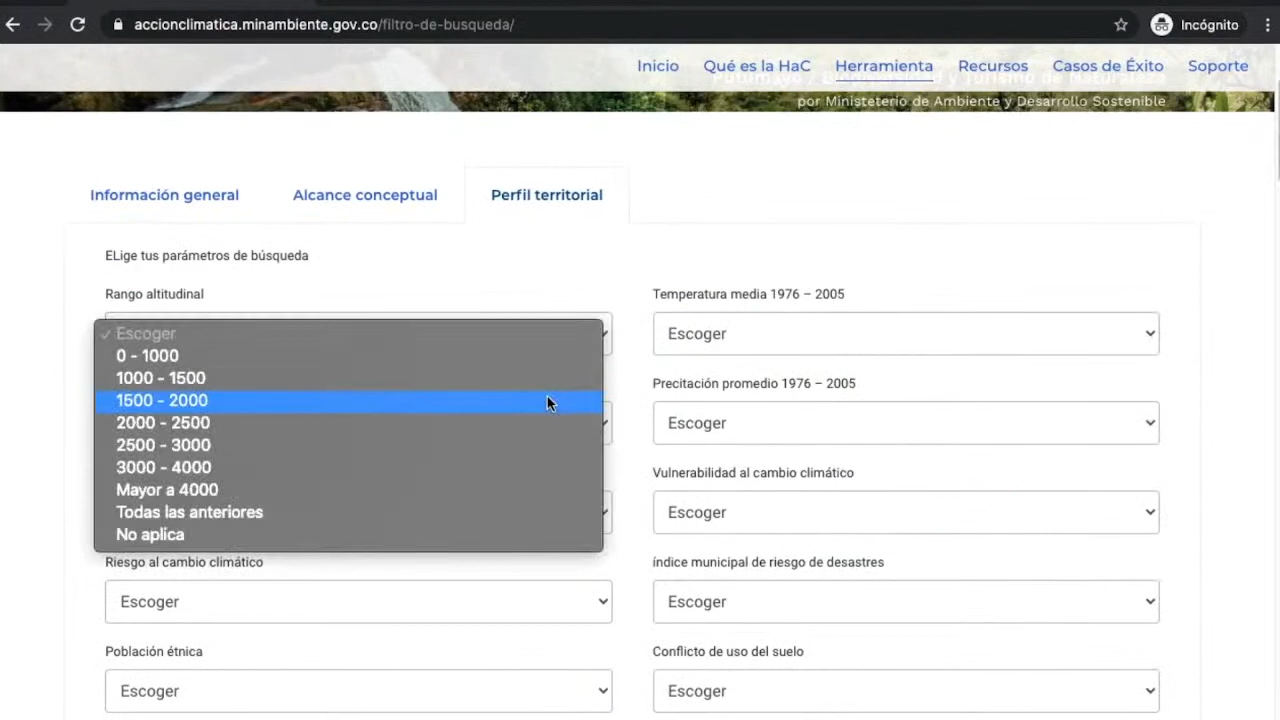 accionclimatica.minambiente.gov.co/filtro-de-busqueda/
Incógnito
Inicio Qué es la HaC Herramienta Recursos Casos de Éxito Soporte
por Ministeterio de Ambiente y Desarrollo Sostenible
Información general Alcance conceptual Perfil territorial
ELige tus parámetros de búsqueda
Rango altitudinal
Escoger
0 - 1000
1000 - 1500
1500 - 2000
2000 - 2500
2500 - 3000
3000 - 4000
Mayor a 4000
Todas las anteriores
No aplica
Temperatura media 1976 – 2005
Escoger
Precitación promedio 1976 – 2005
Escoger
Vulnerabilidad al cambio climático
Escoger
Riesgo al cambio climático
Escoger
índice municipal de riesgo de desastres
Escoger
Población étnica
Escoger
Conflicto de uso del suelo
Escoger